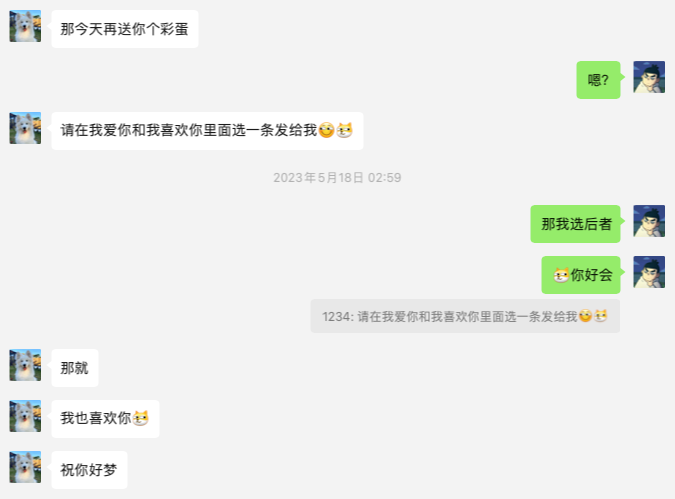 那今天再送你个彩蛋
嗯?
请在我爱你和我喜欢你里面选一条发给我
2023年5月18日 02:59
那我选后者
你好会
1234: 请在我爱你和我喜欢你里面选一条发给我
那就
我也喜欢你
祝你好梦